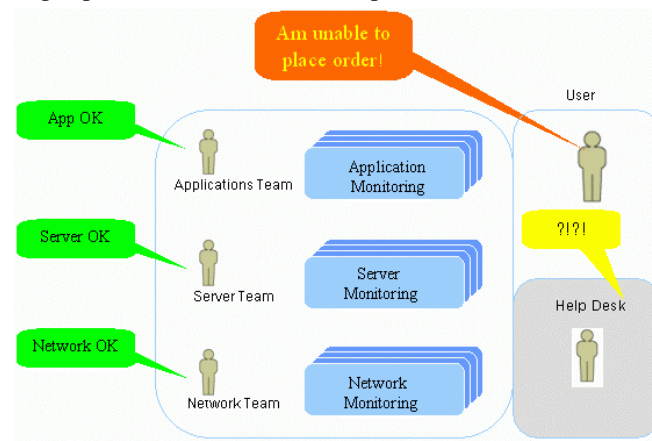 Am unable to
place order!
User
App OK
Applications Team
Application
Monitoring
?!?!
Server OK
Server Team
Server
Monitoring
Help Desk
Network OK
Network Team
Network
Monitoring